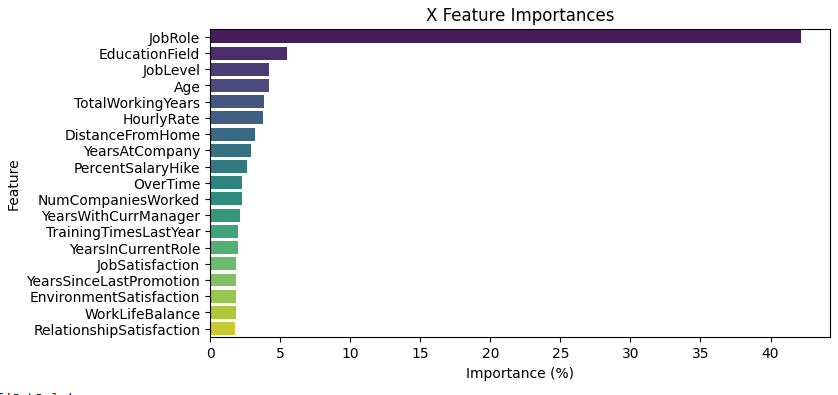 X Feature Importances
JobRole
EducationField
JobLevel
Age
TotalWorkingYears
HourlyRate
DistanceFromHome
YearsAtCompany
PercentSalaryHike
OverTime
NumCompaniesWorked
YearsWithCurrManager
TrainingTimesLastYear
YearsInCurrentRole
JobSatisfaction
YearsSinceLastPromotion
EnvironmentSatisfaction
WorkLifeBalance
RelationshipSatisfaction
Feature
0 5 10 15 20 25 30 35 40
Importance (%)